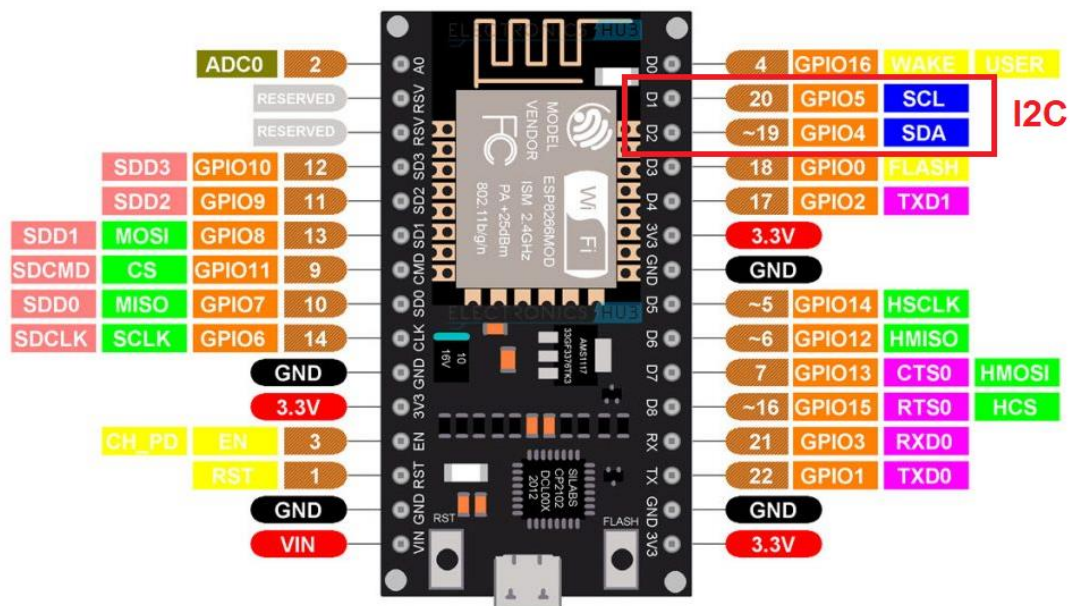 ELECTRONICS HUB
ADC0 2 A0
RESERVED RSV
RESERVED RSV
SDD3 GPIO10 12 SD3
SDD2 GPIO9 11 SD2
SDD1 MOSI GPIO8 13 SD1
SDCMD CS GPIO11 9 CMD
SDD0 MISO GPIO7 10 SD0
SDCLK SCLK GPIO6 14 CLK
GND GND
3.3V 3V3
CH_PD EN 3 EN
RST 1 RST
GND GND
VIN VIN
MODEL
VENDOR
FC
ESP8266MOD
ISM 2.4GHz
PA +25dBm
802.11b/g/n
Wi Fi
ELECTRONICS HUB
10
16V
AMS1117
33GF3376TK3
SILABS
CP2102
DCL00X
2012
RST
FLASH
D0 4 GPIO16 WAKE USER
D1 20 GPIO5 SCL
D2 ~19 GPIO4 SDA
I2C
D3 18 GPIO0 FLASH
D4 17 GPIO2 TXD1
3V3 3.3V
GND GND
D5 ~5 GPIO14 HSCLK
D6 ~6 GPIO12 HMISO
D7 7 GPIO13 CTS0 HMOSI
D8 ~16 GPIO15 RTS0 HCS
RX 21 GPIO3 RXD0
TX 22 GPIO1 TXD0
GND GND
3V3 3.3V